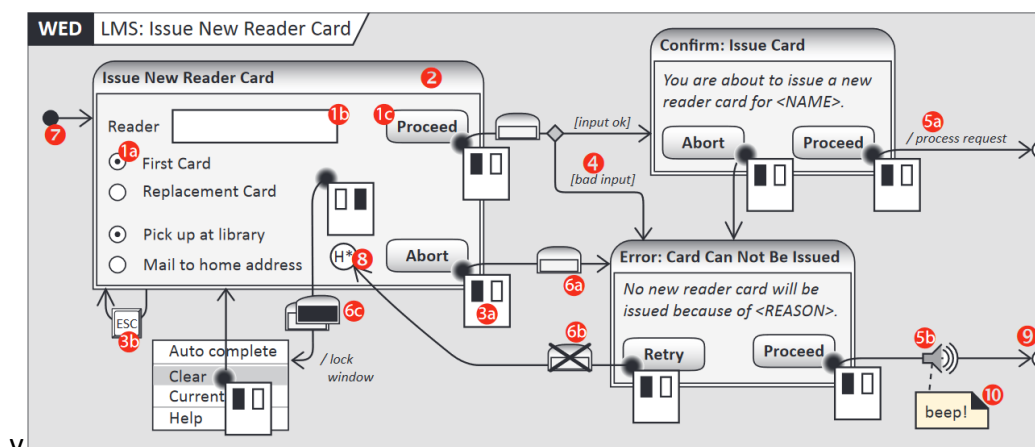 WED LMS: Issue New Reader Card
Confirm: Issue Card
You are about to issue a new
reader card for <NAME>.
Abort
Proceed
5a
/ process request
Issue New Reader Card
2
7
Reader
1b
1c
Proceed
1a
First Card
Replacement Card
Pick up at library
Mail to home address
H*
8
Abort
3a
[input ok]
4
[bad input]
6a
Error: Card Can Not Be Issued
No new reader card will be
issued because of <REASON>.
Retry
Proceed
6b
5b
9
beep!
10
ESC
3b
6c
/ lock
window
Auto complete
Clear
Current
Help
V